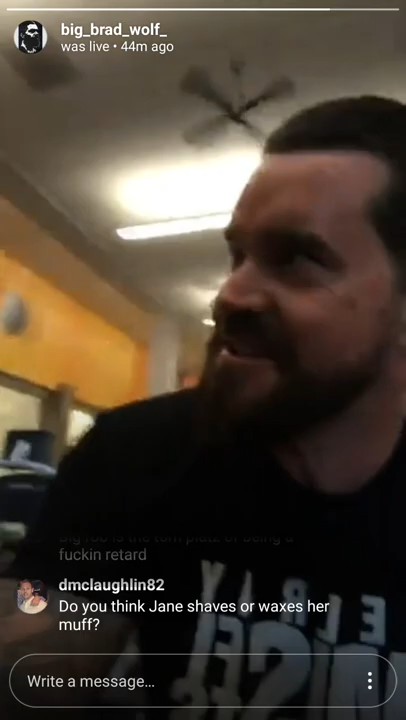 big_brad_wolf_
was live • 44m ago
fuckin retard
dmclaughlin82
Do you think Jane shaves or waxes her
muff?
Write a message...